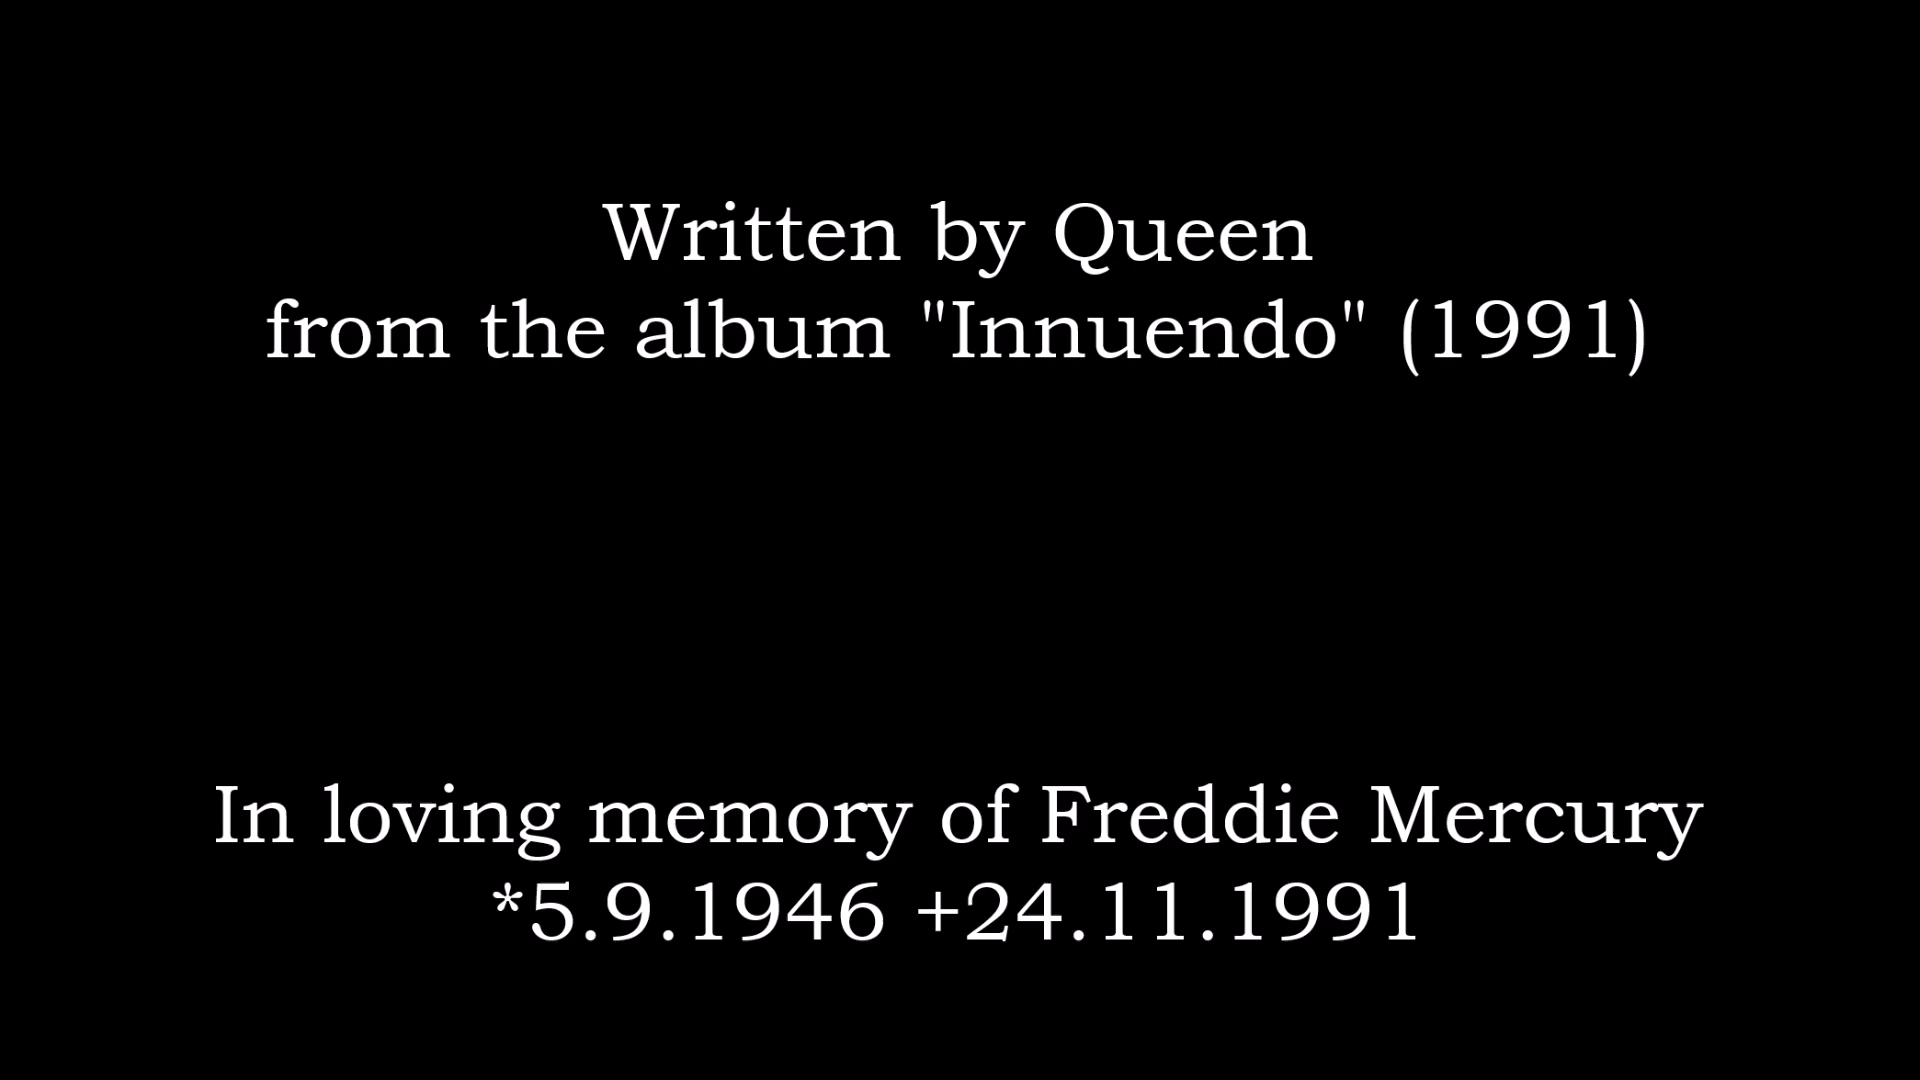 Written by Queen
from the album "Innuendo" (1991)
In loving memory of Freddie Mercury
*5.9.1946 +24.11.1991